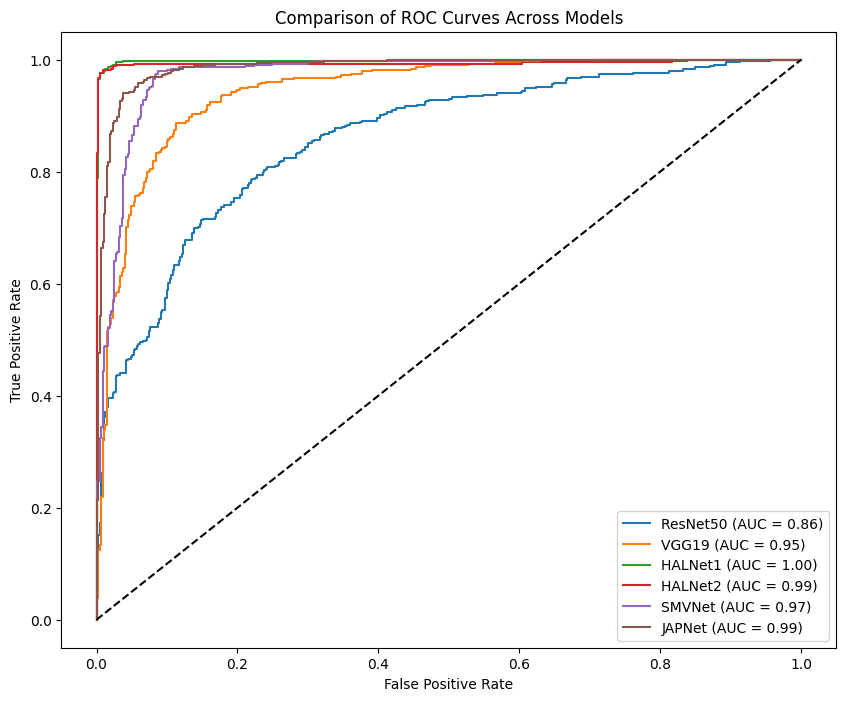 Comparison of ROC Curves Across Models
True Positive Rate
1.0
0.8
0.6
0.4
0.2
0.0
ResNet50 (AUC = 0.86)
VGG19 (AUC = 0.95)
HALNet1 (AUC = 1.00)
HALNet2 (AUC = 0.99)
SMVNet (AUC = 0.97)
JAPNet (AUC = 0.99)
0.0 0.2 0.4 0.6 0.8 1.0
False Positive Rate